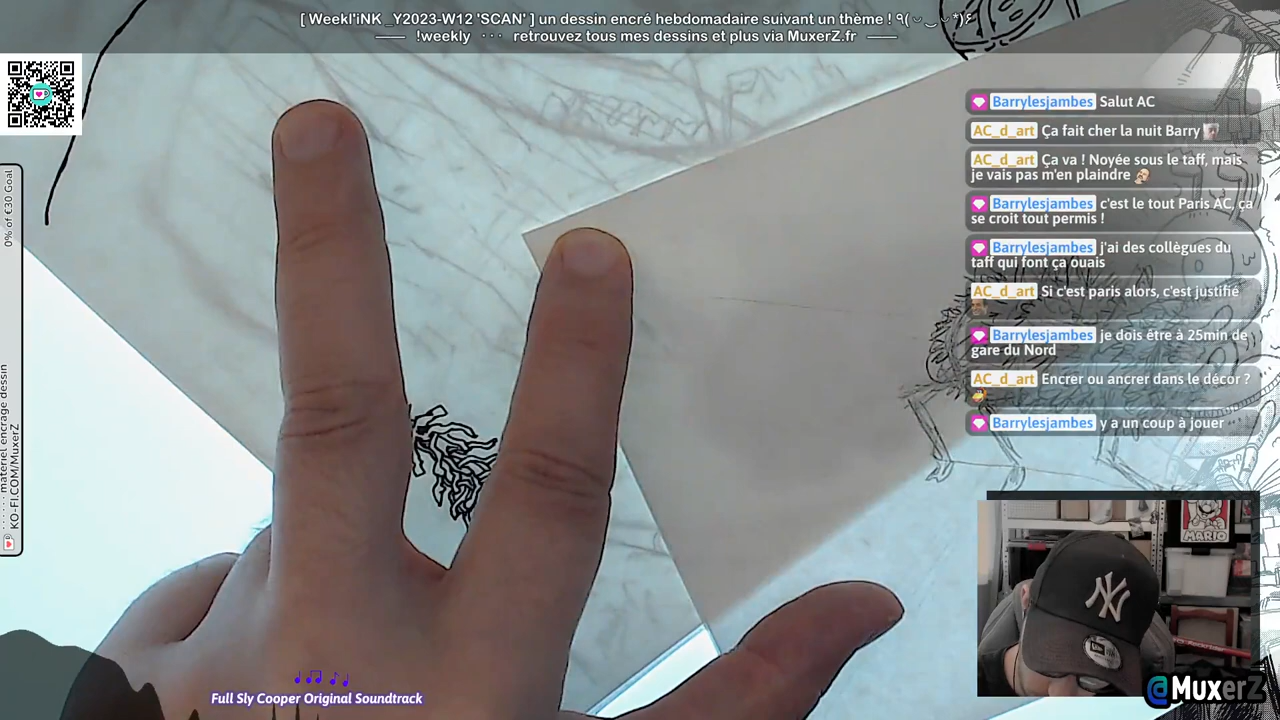 [ Weekl'iNK _Y2023-W12 'SCAN' ] un dessin encré hebdomadaire suivant un thème ! ٩(◡‿◡*)۶
—— !weekly · · · retrouvez tous mes dessins et plus via MuxerZ.fr ——
Barrylesjambes Salut AC
AC_d_art Ça fait cher la nuit Barry
AC_d_art Ça va ! Noyée sous le taff, mais
je vais pas m'en plaindre
Barrylesjambes c'est le tout Paris AC, ça
se croit tout permis !
Barrylesjambes j'ai des collègues du
taff qui font ça ouais
AC_d_art Si c'est paris alors, c'est justifié
Barrylesjambes je dois être à 25min de
gare du Nord
AC_d_art Encrer ou ancrer dans le décor ?
Barrylesjambes y a un coup à jouer
0% of €30 Goal
matériel encrage dessin
KO-FI.COM/MuxerZ
MARIO
NY
NEW ERA
Full Sly Cooper Original Soundtrack
@MuxerZ